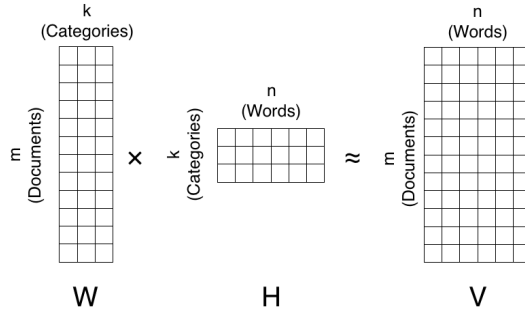 k
(Categories)
m
(Documents)
W
×
n
(Words)
k
(Categories)
H
≈
n
(Words)
m
(Documents)
V